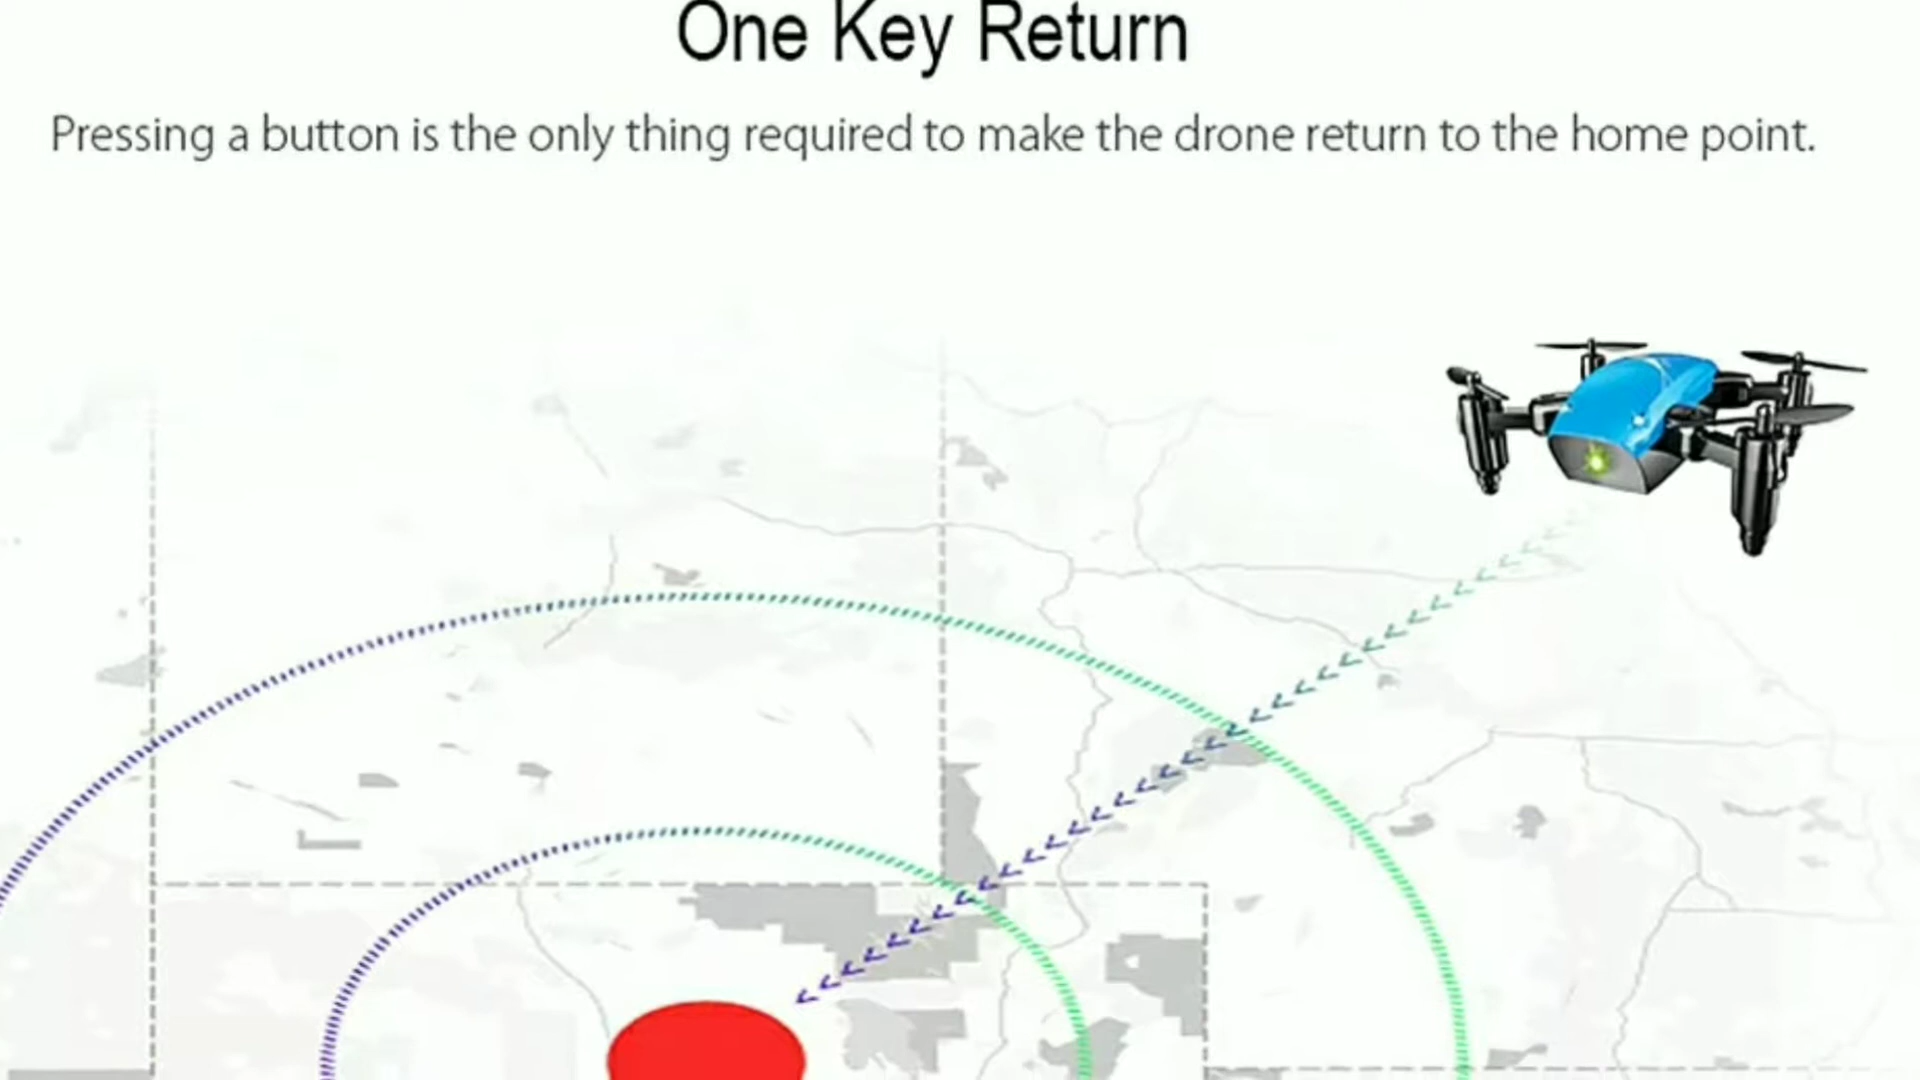 One Key Return
Pressing a button is the only thing required to make the drone return to the home point.